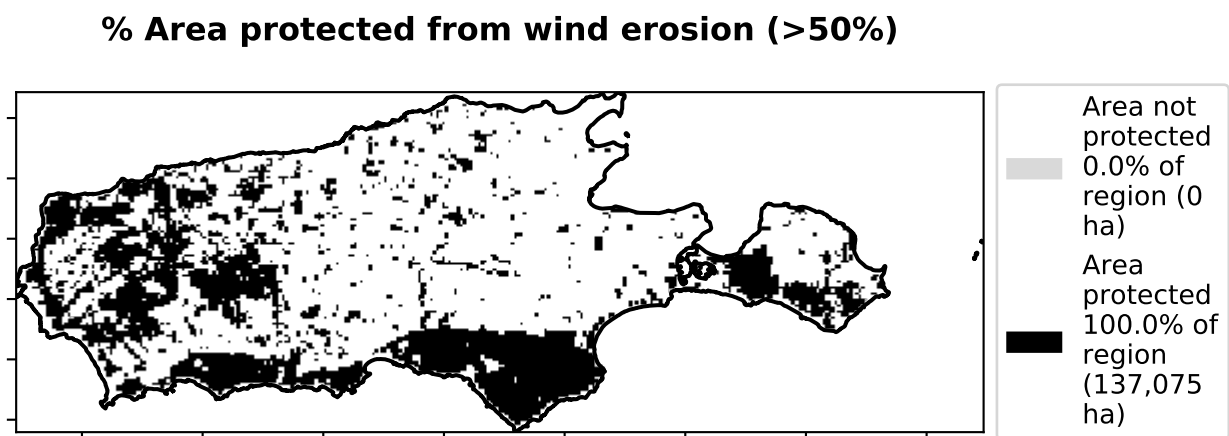 % Area protected from wind erosion (>50%)
Area not
protected
0.0% of
region (0
ha)
Area
protected
100.0% of
region
(137,075
ha)